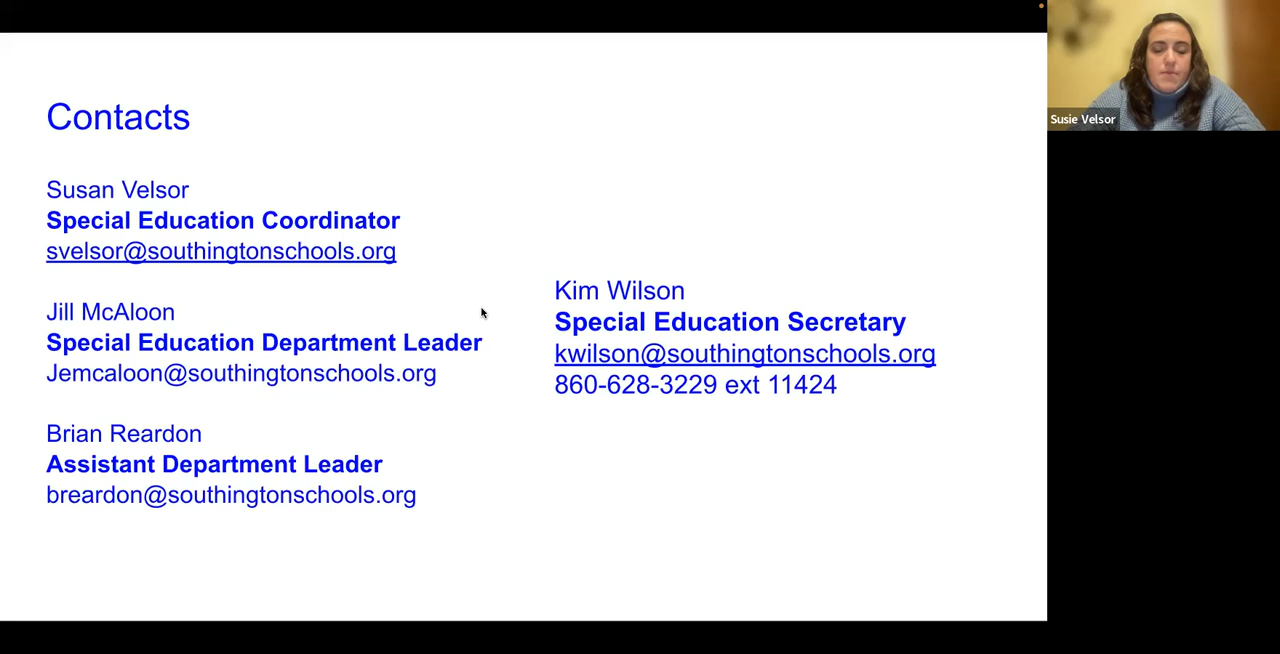 Contacts
Susan Velsor
Special Education Coordinator
svelsor@southingtonschools.org
Jill McAloon
Special Education Department Leader
Jemcaloon@southingtonschools.org
Brian Reardon
Assistant Department Leader
breardon@southingtonschools.org
Kim Wilson
Special Education Secretary
kwilson@southingtonschools.org
860-628-3229 ext 11424
Susie Velsor